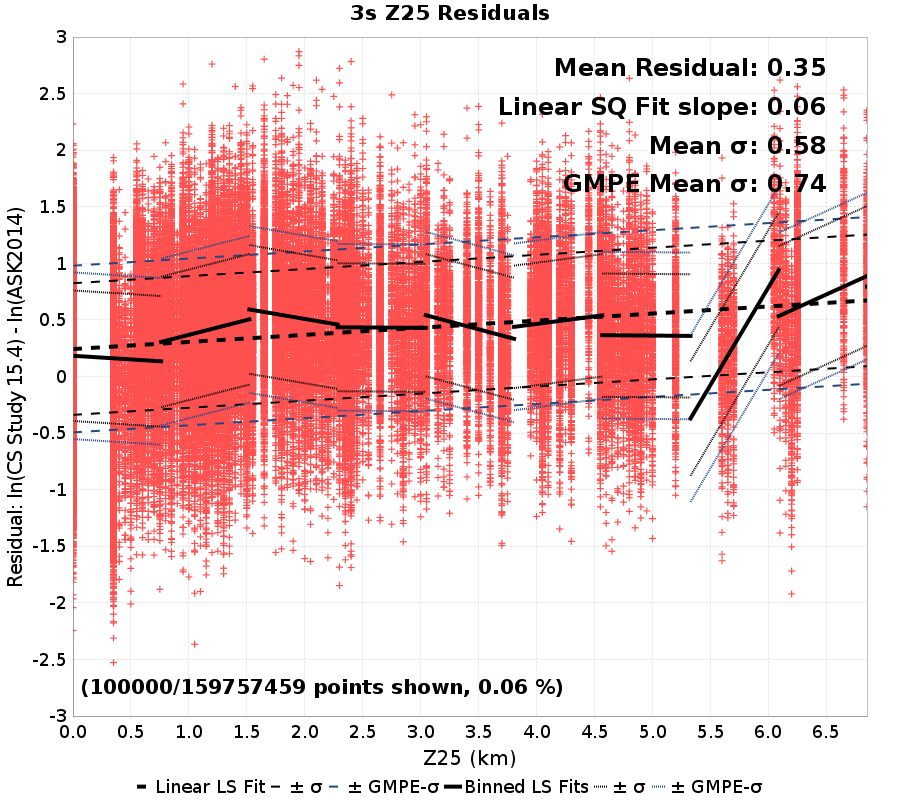 3s Z25 Residuals
Mean Residual: 0.35
Linear SQ Fit slope: 0.06
Mean σ: 0.58
GMPE Mean σ: 0.74
3
2.5
2
1.5
1
0.5
0
-0.5
-1
-1.5
-2
-2.5
-3
Residual: ln(CS Study 15.4) - ln(ASK2014)
(100000/159757459 points shown, 0.06 %)
0.0 0.5 1.0 1.5 2.0 2.5 3.0 3.5 4.0 4.5 5.0 5.5 6.0 6.5
Z25 (km)
Linear LS Fit ± σ ± GMPE-σ Binned LS Fits ± σ ± GMPE-σ